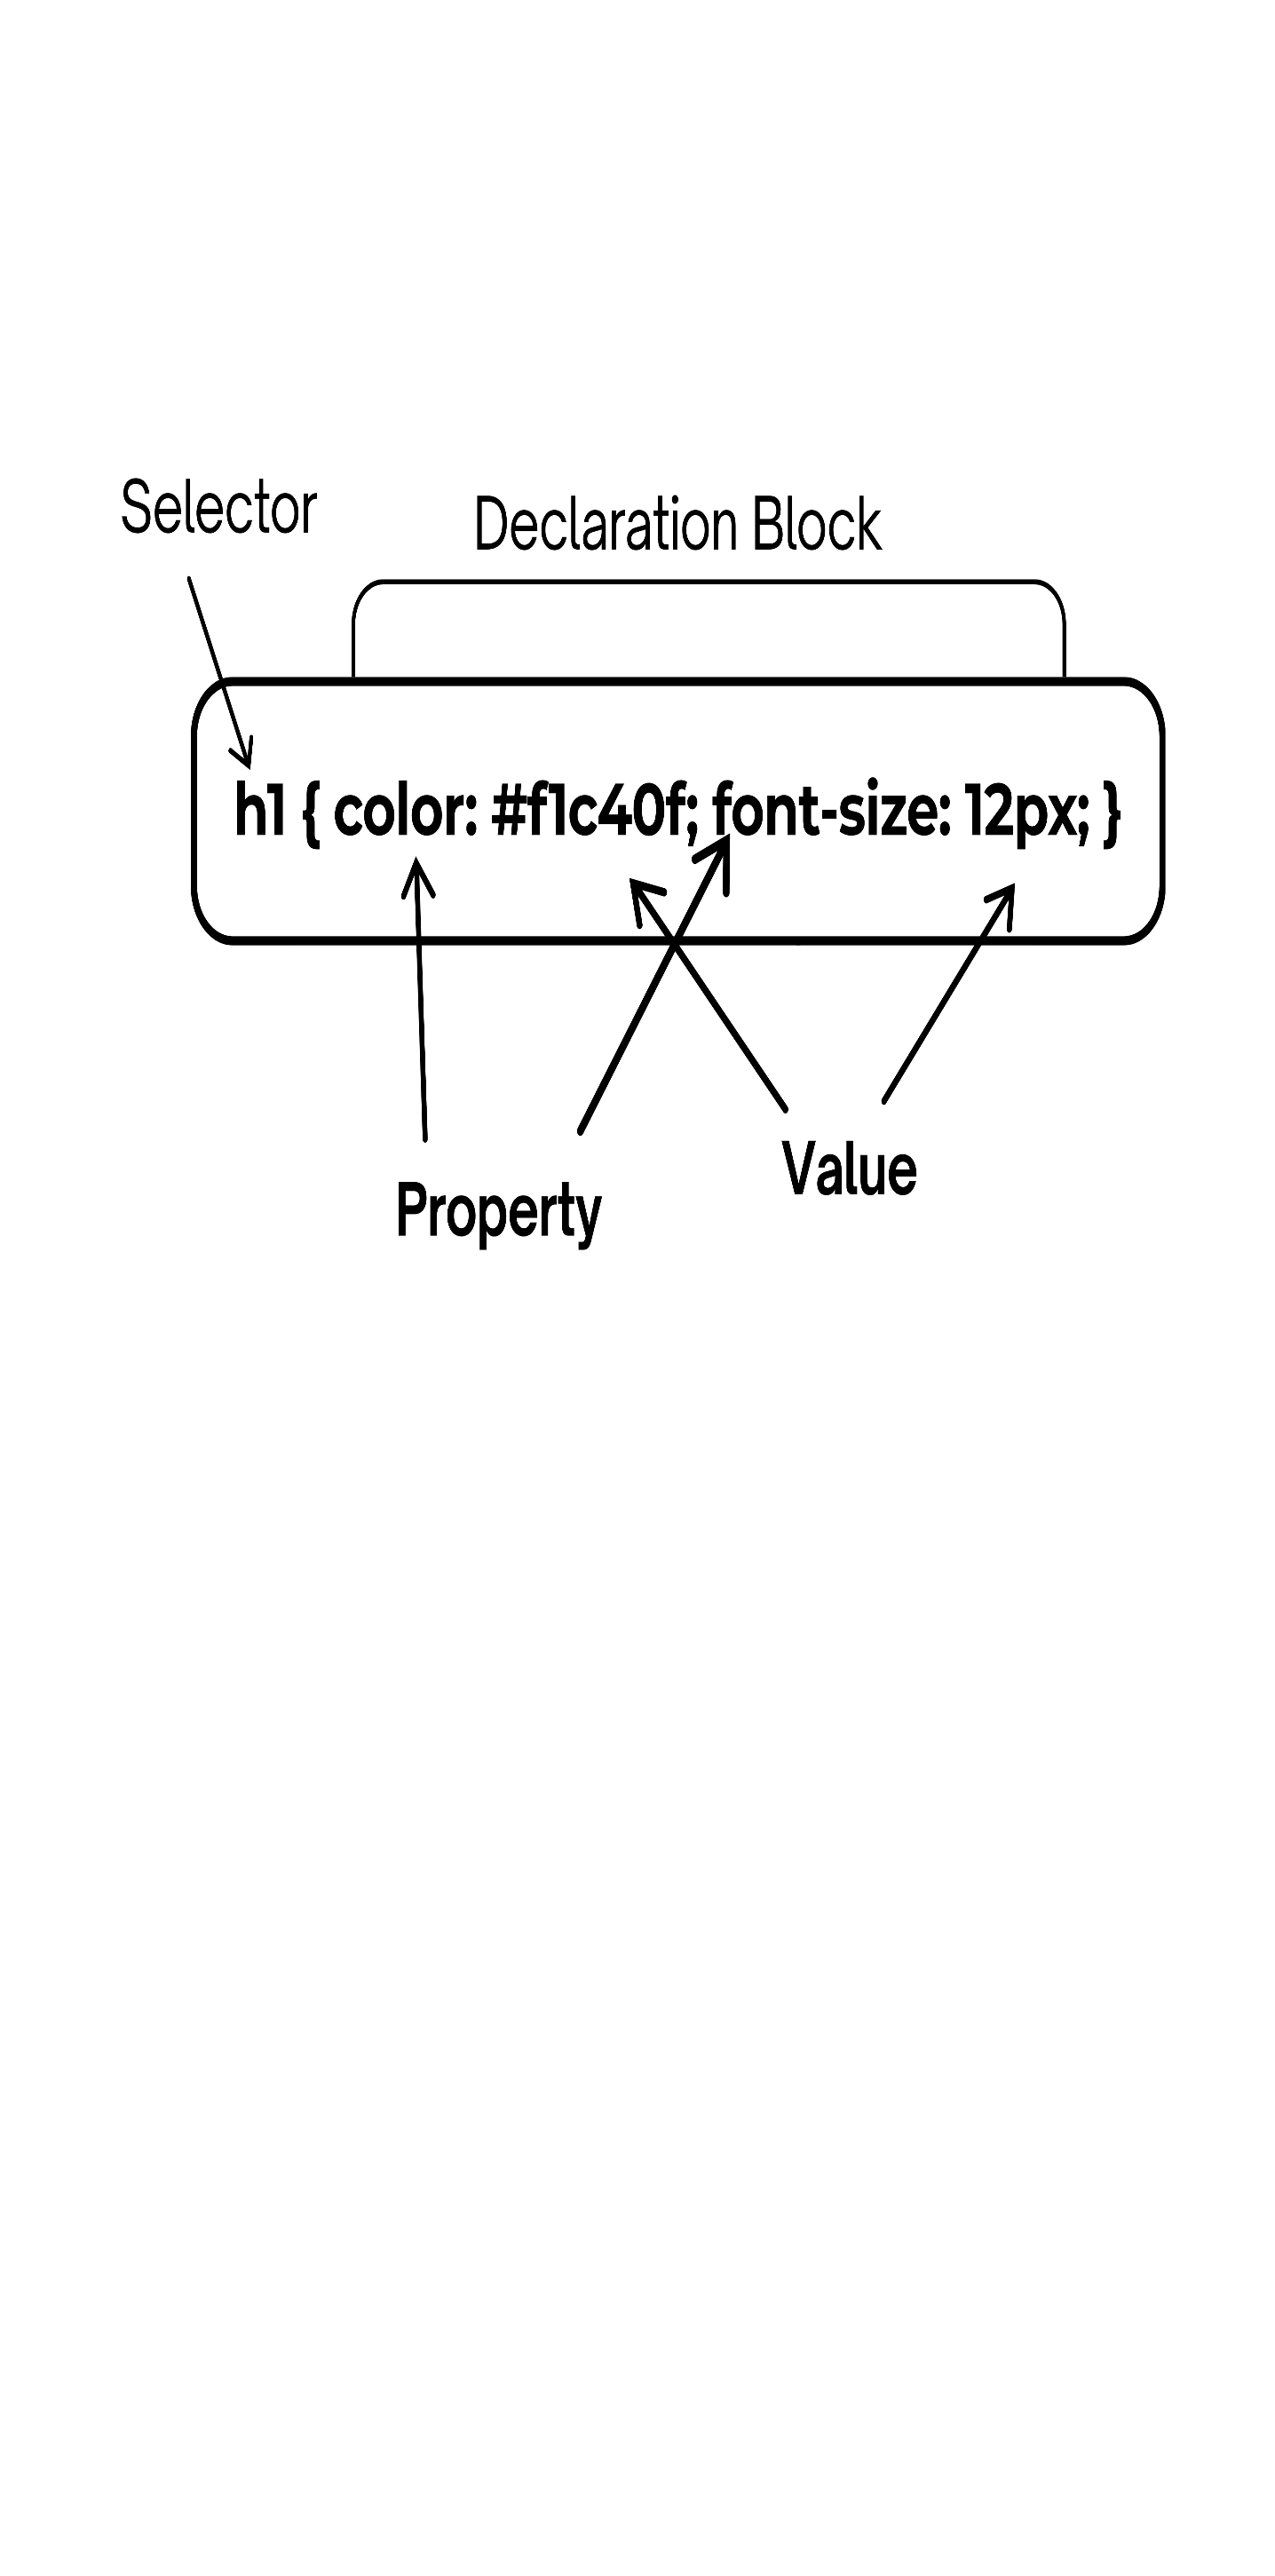 Selector
Declaration Block
h1 { color: #f1c40f; font-size: 12px; }
Value
Property